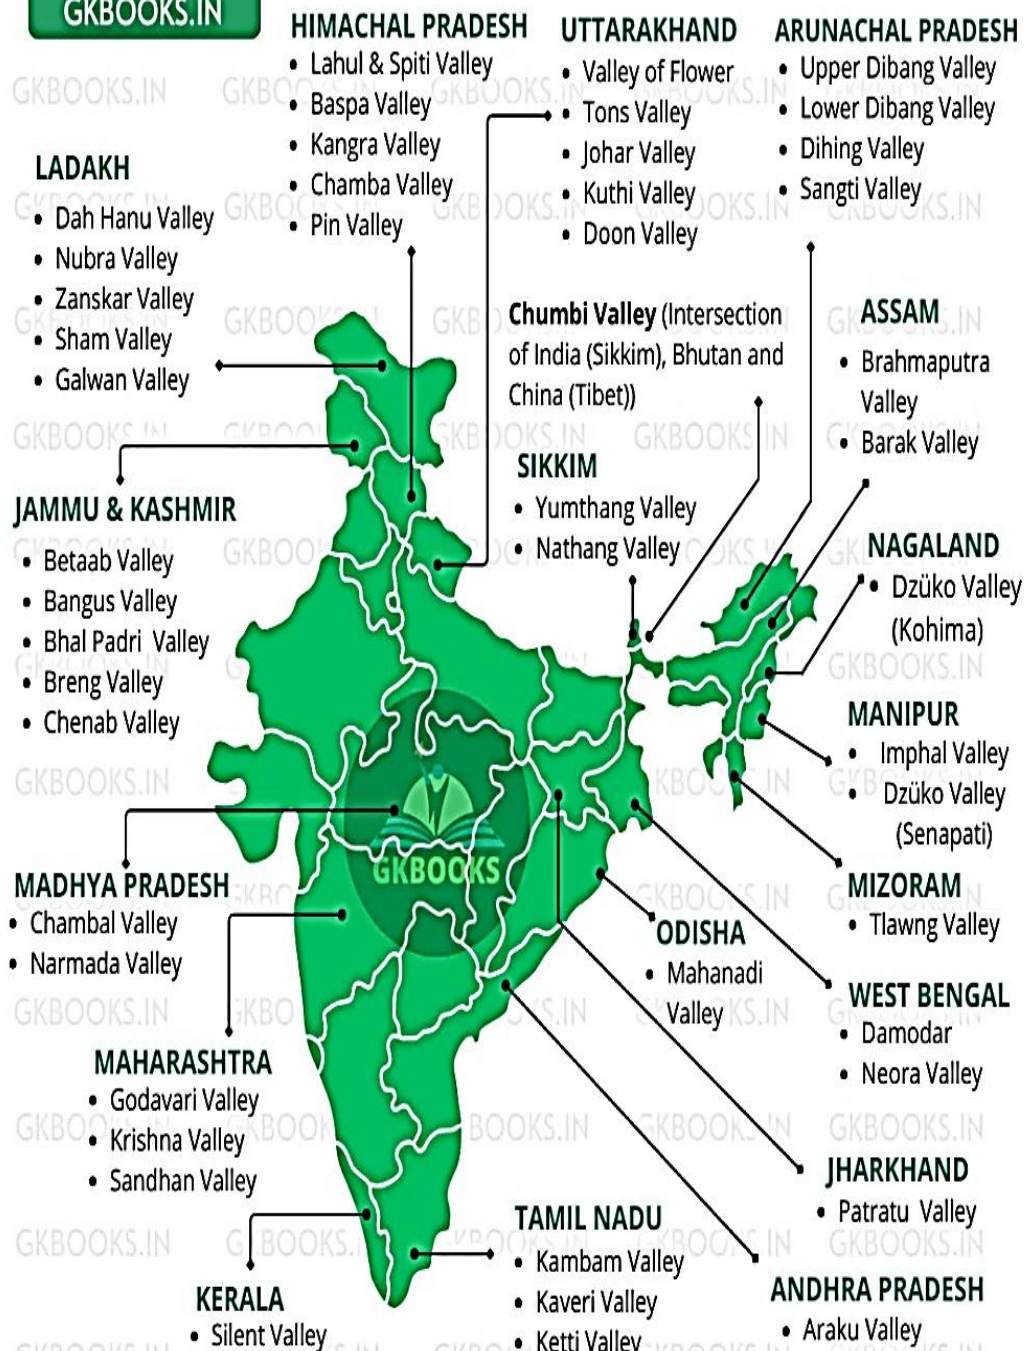 GKBOOKS.IN
HIMACHAL PRADESH
• Lahul & Spiti Valley
• Baspa Valley
• Kangra Valley
• Chamba Valley
• Pin Valley
UTTARAKHAND
• Valley of Flower
• Tons Valley
• Johar Valley
• Kuthi Valley
• Doon Valley
ARUNACHAL PRADESH
• Upper Dibang Valley
• Lower Dibang Valley
• Dihing Valley
• Sangti Valley
LADAKH
• Dah Hanu Valley
• Nubra Valley
• Zanskar Valley
• Sham Valley
• Galwan Valley
Chumbi Valley (Intersection
of India (Sikkim), Bhutan and
China (Tibet))
ASSAM
• Brahmaputra
Valley
• Barak Valley
SIKKIM
• Yumthang Valley
• Nathang Valley
JAMMU & KASHMIR
• Betaab Valley
• Bangus Valley
• Bhal Padri Valley
• Breng Valley
• Chenab Valley
NAGALAND
• Dzüko Valley
(Kohima)
MANIPUR
• Imphal Valley
• Dzüko Valley
(Senapati)
GKBOOKS
MADHYA PRADESH
• Chambal Valley
• Narmada Valley
MIZORAM
• Tlawng Valley
ODISHA
• Mahanadi
Valley
WEST BENGAL
• Damodar
• Neora Valley
MAHARASHTRA
• Godavari Valley
• Krishna Valley
• Sandhan Valley
JHARKHAND
• Patratu Valley
TAMIL NADU
• Kambam Valley
• Kaveri Valley
• Ketti Valley
KERALA
• Silent Valley
ANDHRA PRADESH
• Araku Valley